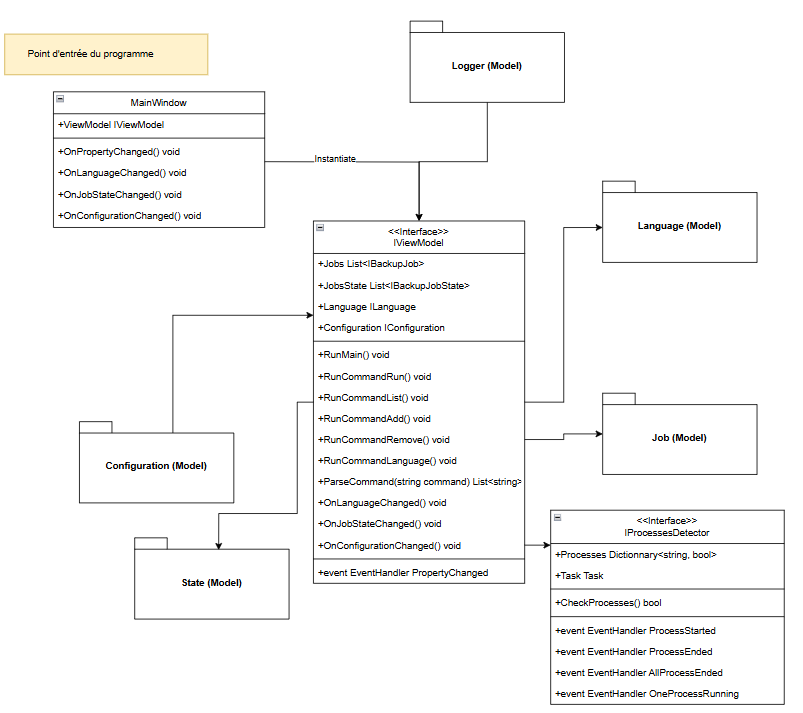 Point d'entrée du programme
Logger (Model)
MainWindow
+ViewModel IViewModel
+OnPropertyChanged() void
+OnLanguageChanged() void
+OnJobStateChanged() void
+OnConfigurationChanged() void
Instantiate
Language (Model)
<<Interface>>
IViewModel
+Jobs List<IBackupJob>
+JobsState List<IBackupJobState>
+Language ILanguage
+Configuration IConfiguration
+RunMain() void
+RunCommandRun() void
+RunCommandList() void
+RunCommandAdd() void
+RunCommandRemove() void
+RunCommandLanguage() void
+ParseCommand(string command) List<string>
+OnLanguageChanged() void
+OnJobStateChanged() void
+OnConfigurationChanged() void
+event EventHandler PropertyChanged
Job (Model)
Configuration (Model)
State (Model)
<<Interface>>
IProcessesDetector
+Processes Dictionnary<string, bool>
+Task Task
+CheckProcesses() bool
+event EventHandler ProcessStarted
+event EventHandler ProcessEnded
+event EventHandler AllProcessEnded
+event EventHandler OneProcessRunning